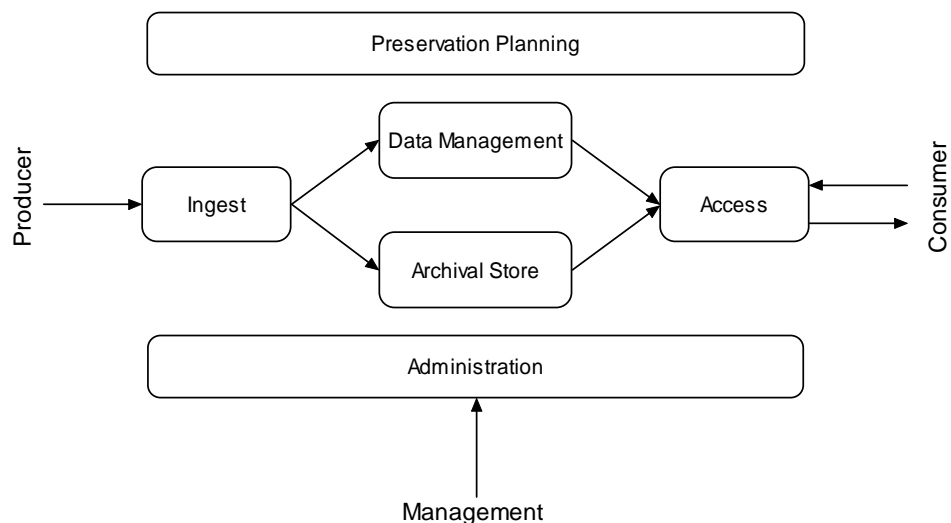 Preservation Planning
Data Management
Producer
Ingest
Access
Consumer
Archival Store
Administration
Management